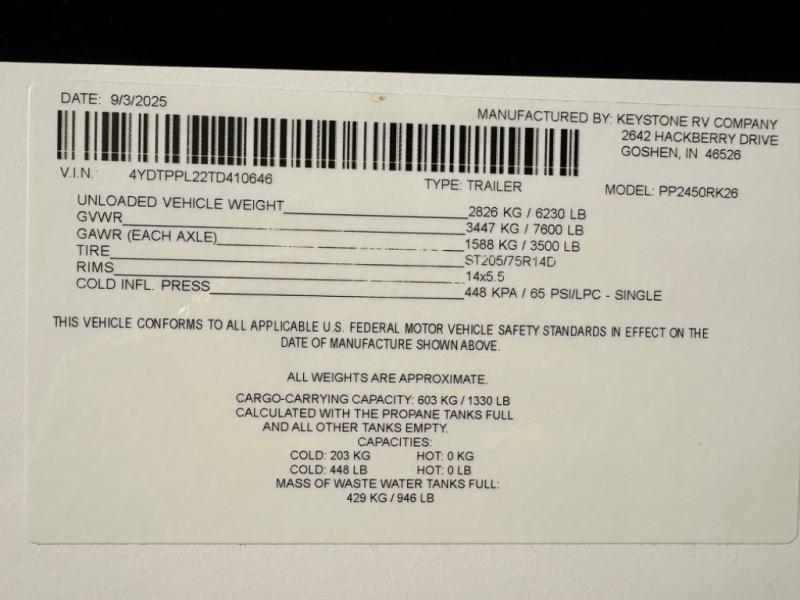 DATE: 9/3/2025
MANUFACTURED BY: KEYSTONE RV COMPANY
2642 HACKBERRY DRIVE
GOSHEN, IN 46526
V.I.N.: 4YDTPPL22TD410646
TYPE: TRAILER
MODEL: PP2450RK26
UNLOADED VEHICLE WEIGHT 2826 KG / 6230 LB
GVWR 3447 KG / 7600 LB
GAWR (EACH AXLE) 1588 KG / 3500 LB
TIRE ST205/75R14D
RIMS 14x5.5
COLD INFL. PRESS 448 KPA / 65 PSI/LPC - SINGLE
THIS VEHICLE CONFORMS TO ALL APPLICABLE U.S. FEDERAL MOTOR VEHICLE SAFETY STANDARDS IN EFFECT ON THE
DATE OF MANUFACTURE SHOWN ABOVE.
ALL WEIGHTS ARE APPROXIMATE.
CARGO-CARRYING CAPACITY: 603 KG / 1330 LB
CALCULATED WITH THE PROPANE TANKS FULL
AND ALL OTHER TANKS EMPTY.
CAPACITIES:
COLD: 203 KG HOT: 0 KG
COLD: 448 LB HOT: 0 LB
MASS OF WASTE WATER TANKS FULL:
429 KG / 946 LB